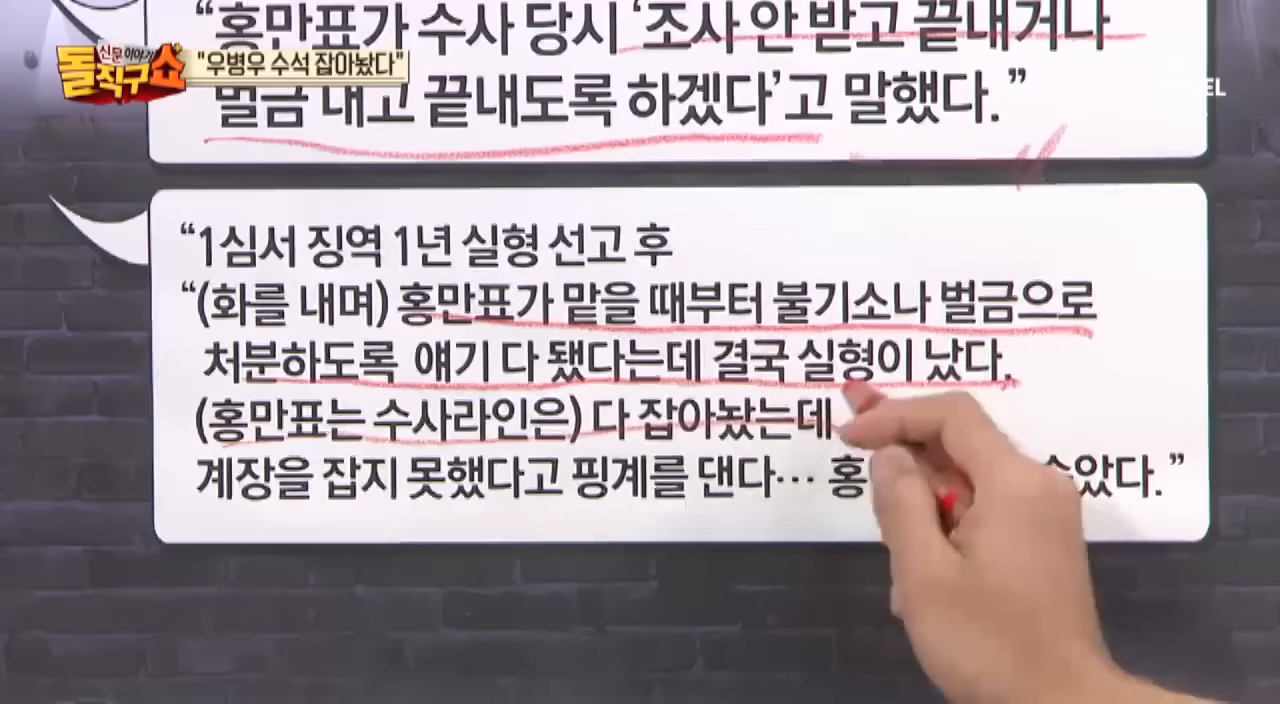 "홍만표가 수사 당시 '조사 안 받고 끝내거나
신문이야기
돌직구쇼
"우병우 수석 잡아놨다"
벌금 내고 끝내도록 하겠다'고 말했다."
EL
"1심서 징역 1년 실형 선고 후
"(화를 내며) 홍만표가 맡을 때부터 불기소나 벌금으로
처분하도록 얘기 다 됐다는데 결국 실형이 났다.
(홍만표는 수사라인은) 다 잡아놨는데
계장을 잡지 못했다고 핑계를 댄다… 홍